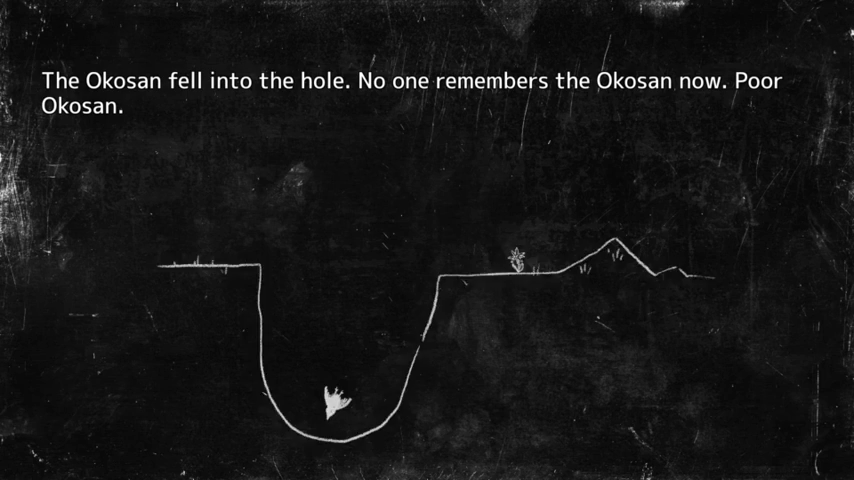 The Okosan fell into the hole. No one remembers the Okosan now. Poor
Okosan.